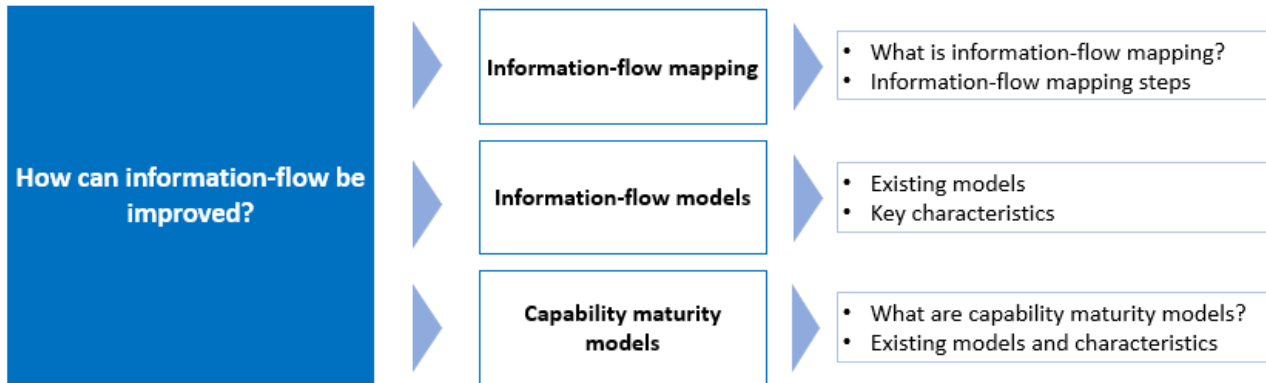 How can information-flow be
improved?
Information-flow mapping
• What is information-flow mapping?
• Information-flow mapping steps
Information-flow models
• Existing models
• Key characteristics
Capability maturity
models
• What are capability maturity models?
• Existing models and characteristics